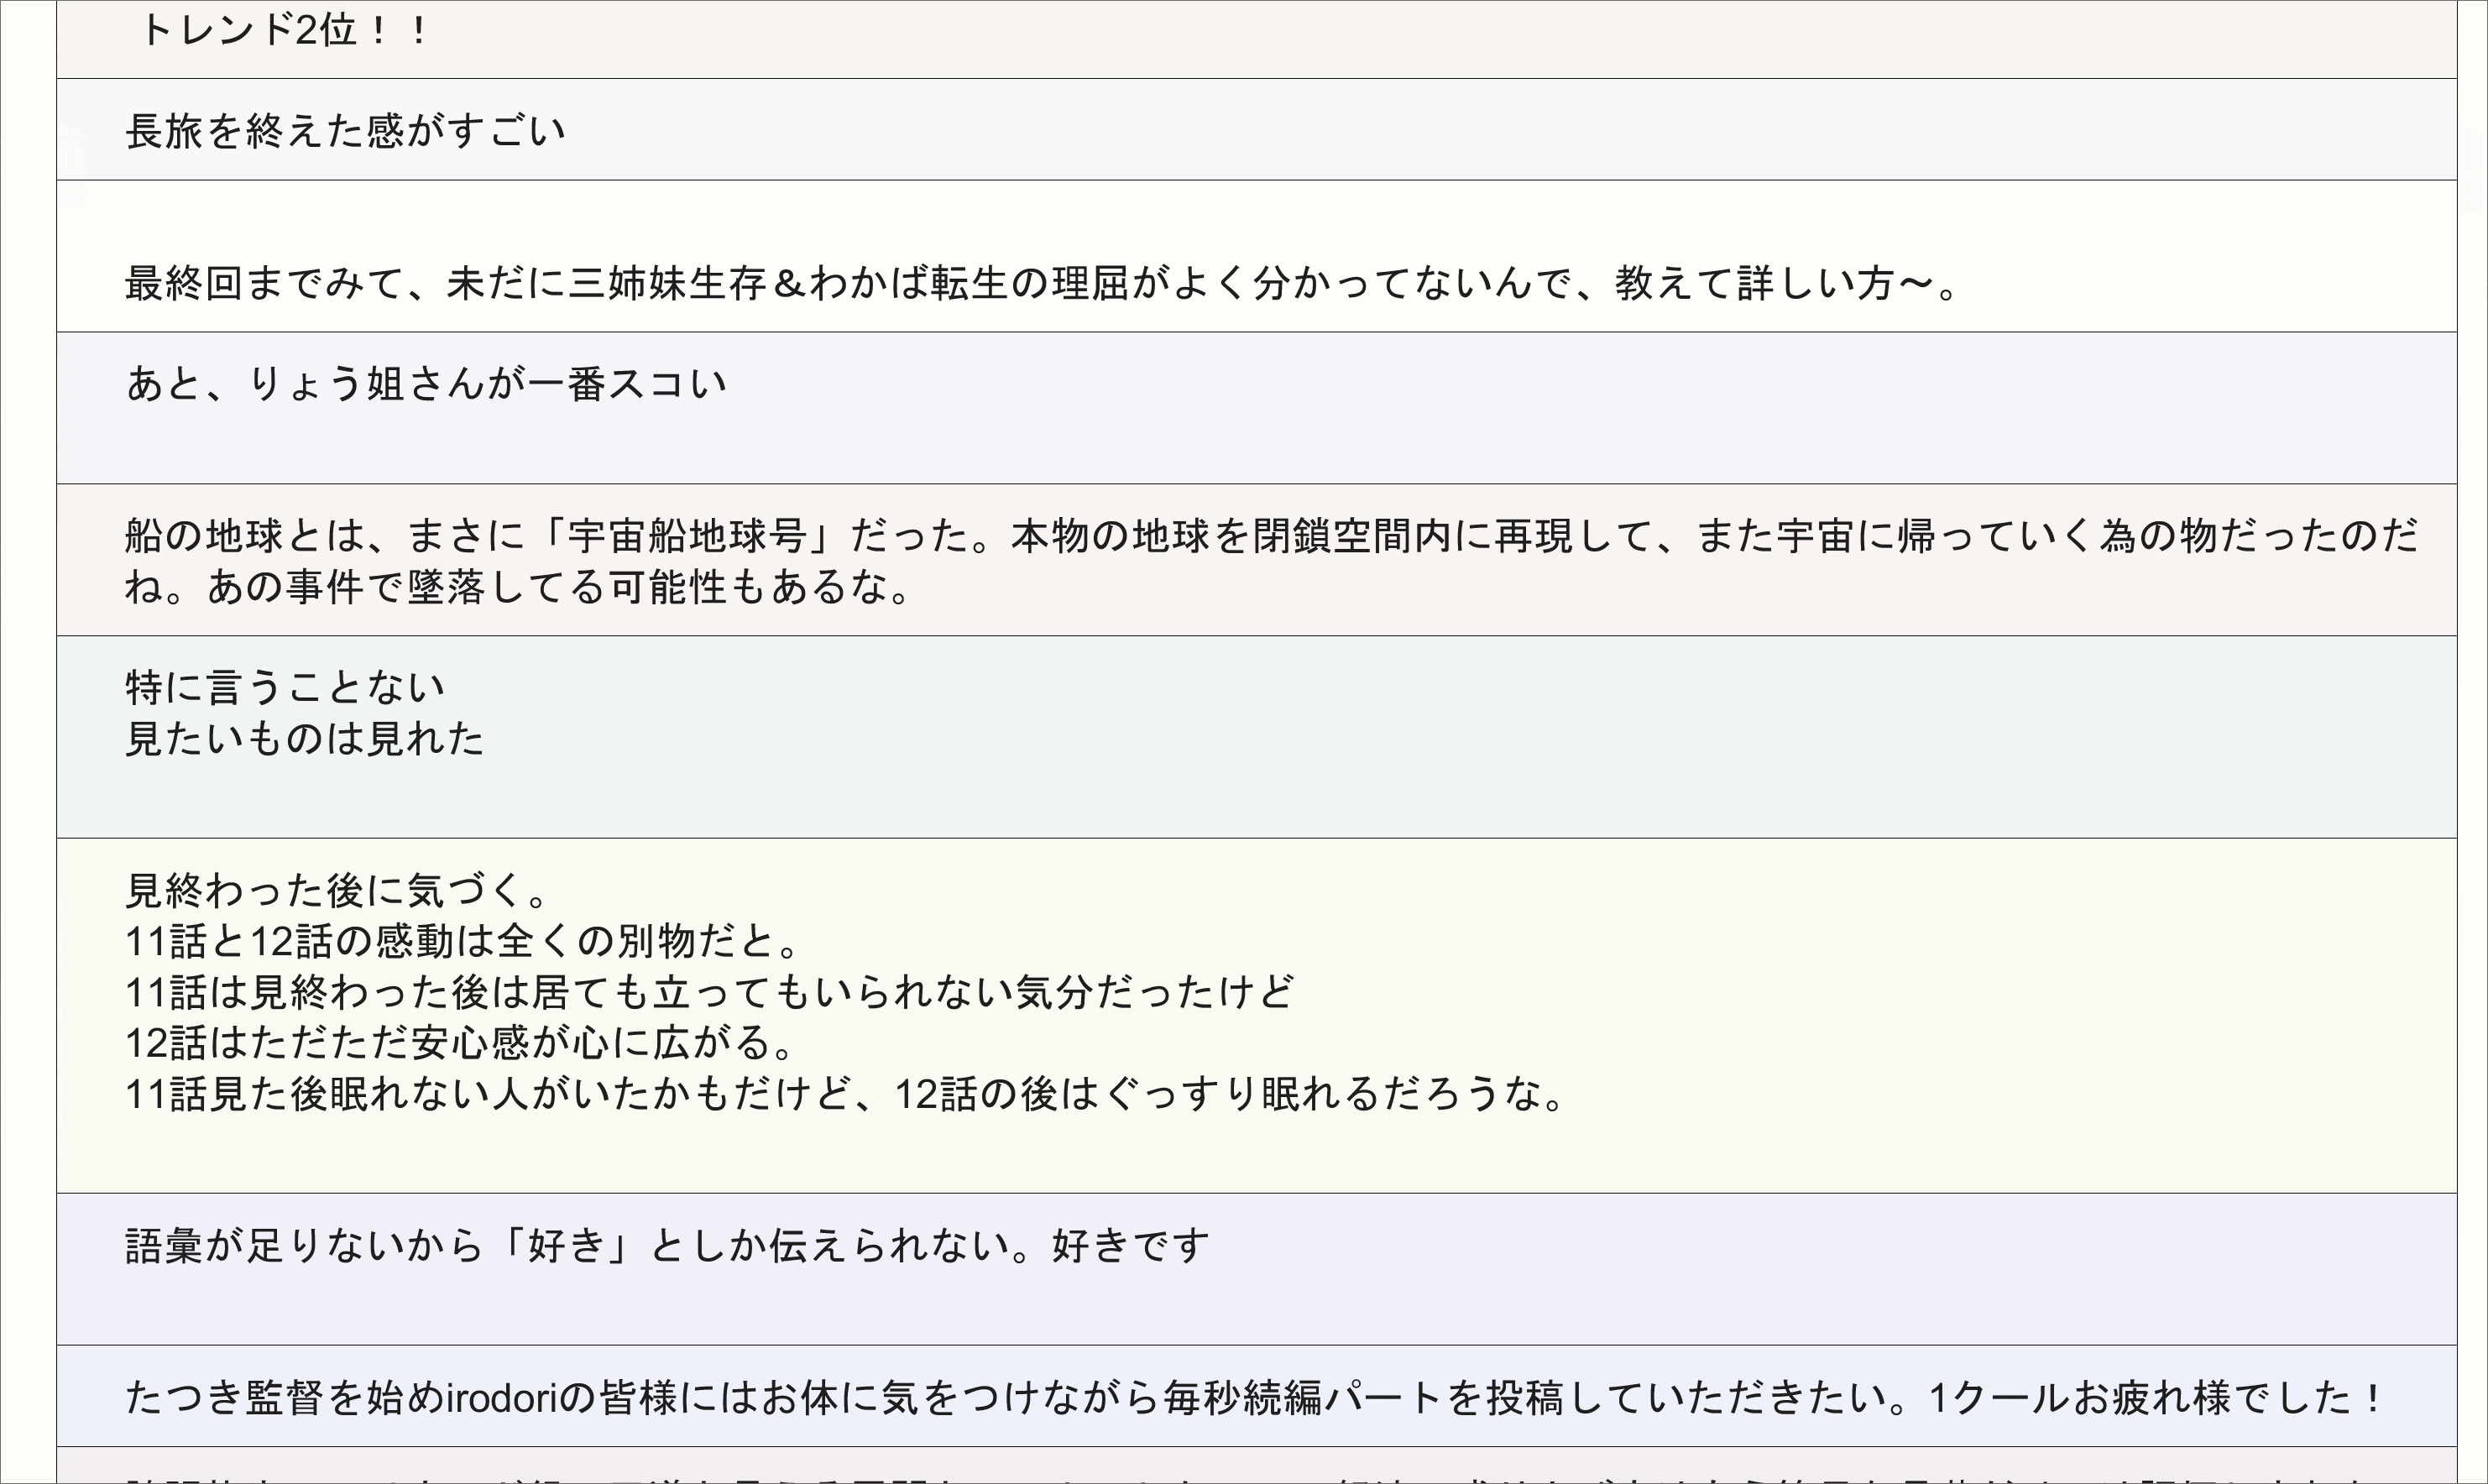 トレンド2位！！
長旅を終えた感がすごい
最終回までみて、未だに三姉妹生存＆わかば転生の理屈がよく分かってないんで、教えて詳しい方～。
あと、りょう姐さんが一番スコい
船の地球とは、まさに「宇宙船地球号」だった。本物の地球を閉鎖空間内に再現して、また宇宙に帰っていく為の物だったのだ
ね。あの事件で墜落してる可能性もあるな。
特に言うことない
見たいものは見れた
見終わった後に気づく。
11話と12話の感動は全くの別物だと。
11話は見終わった後は居ても立ってもいられない気分だったけど
12話はただただ安心感が心に広がる。
11話見た後眠れない人がいたかもだけど、12話の後はぐっすり眠れるだろうな。
語彙が足りないから「好き」としか伝えられない。好きです
たつき監督を始めirodoriの皆様にはお体に気をつけながら毎秒続編パートを投稿していただきたい。1クールお疲れ様でした！